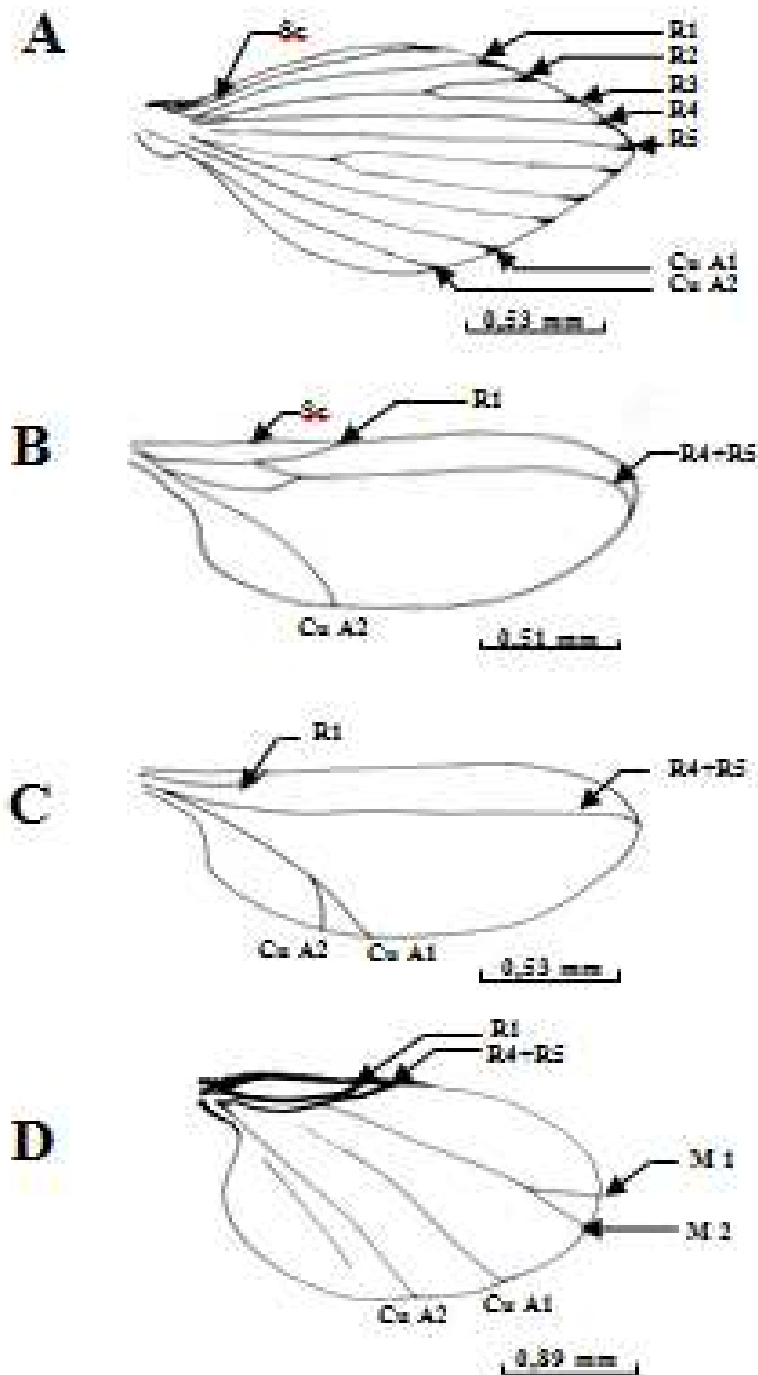 A
Sc
R1
R2
R3
R4
R5
Cu A1
Cu A2
0,53 mm
B
Sc
R1
R4+R5
Cu A2
0,51 mm
C
R1
R4+R5
Cu A2
Cu A1
0,53 mm
D
R1
R4+R5
M 1
M 2
Cu A2
Cu A1
0,89 mm